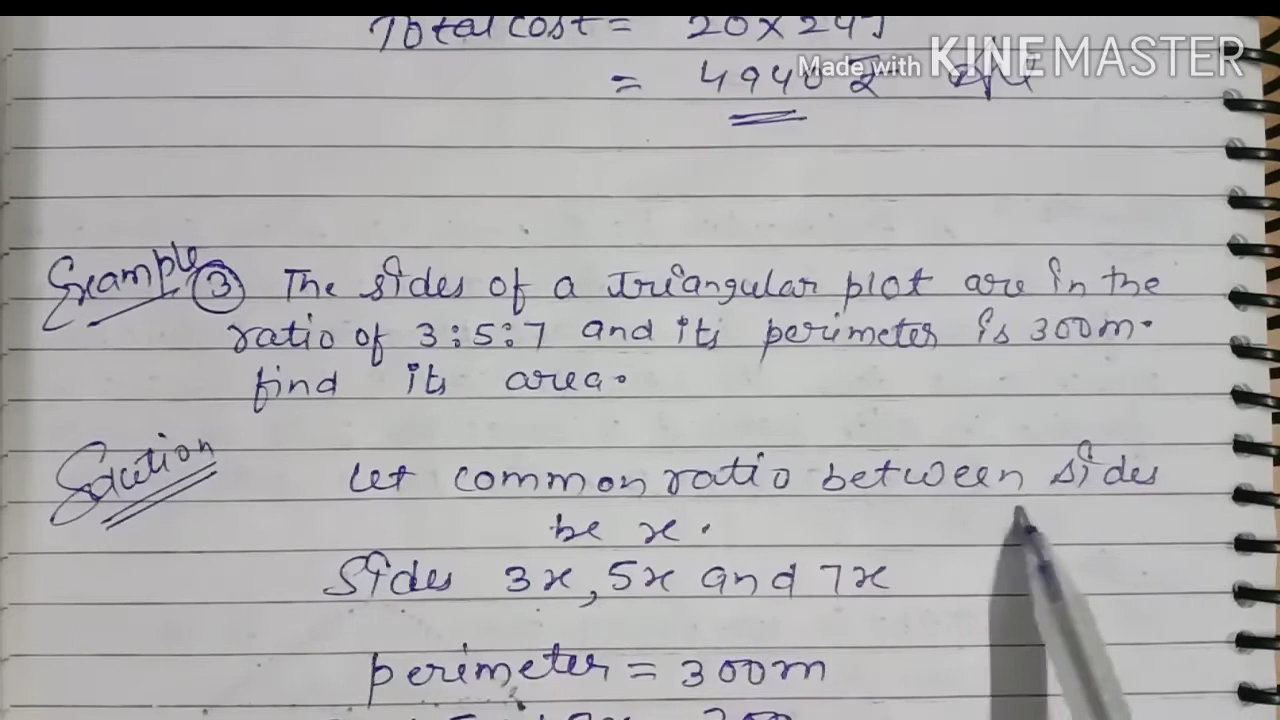 Total cost = 20 x 247
Made with KINEMASTER
= 4940
Example 3 The sides of a triangular plot are in the
ratio of 3:5:7 and its perimeter is 300m.
find its area.
Solution Let common ratio between sides
be x.
Sides 3x, 5x and 7x
perimeter = 300m